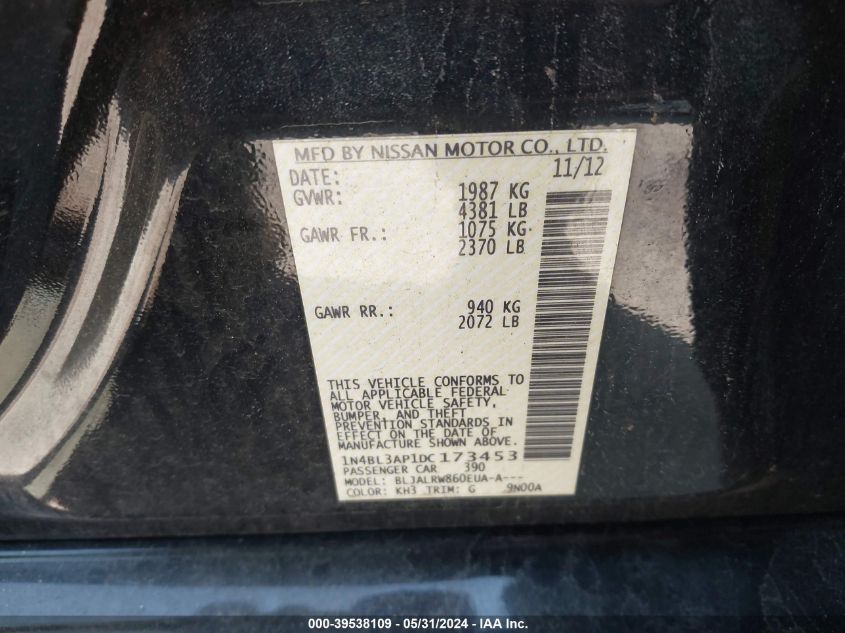 MFD BY NISSAN MOTOR CO., LTD.
DATE: 11/12
GVWR: 1987 KG
4381 LB
GAWR FR.: 1075 KG
2370 LB
GAWR RR.: 940 KG
2072 LB
THIS VEHICLE CONFORMS TO
ALL APPLICABLE FEDERAL
MOTOR VEHICLE SAFETY,
BUMPER, AND THEFT
PREVENTION STANDARDS IN
EFFECT ON THE DATE OF
MANUFACTURE SHOWN ABOVE.
1N4BL3AP1DC173453
PASSENGER CAR 390
MODEL: BLJALRW860EUA-A---
COLOR: KH3 TRIM: G 9N00A
000-39538109 - 05/31/2024 - IAA Inc.